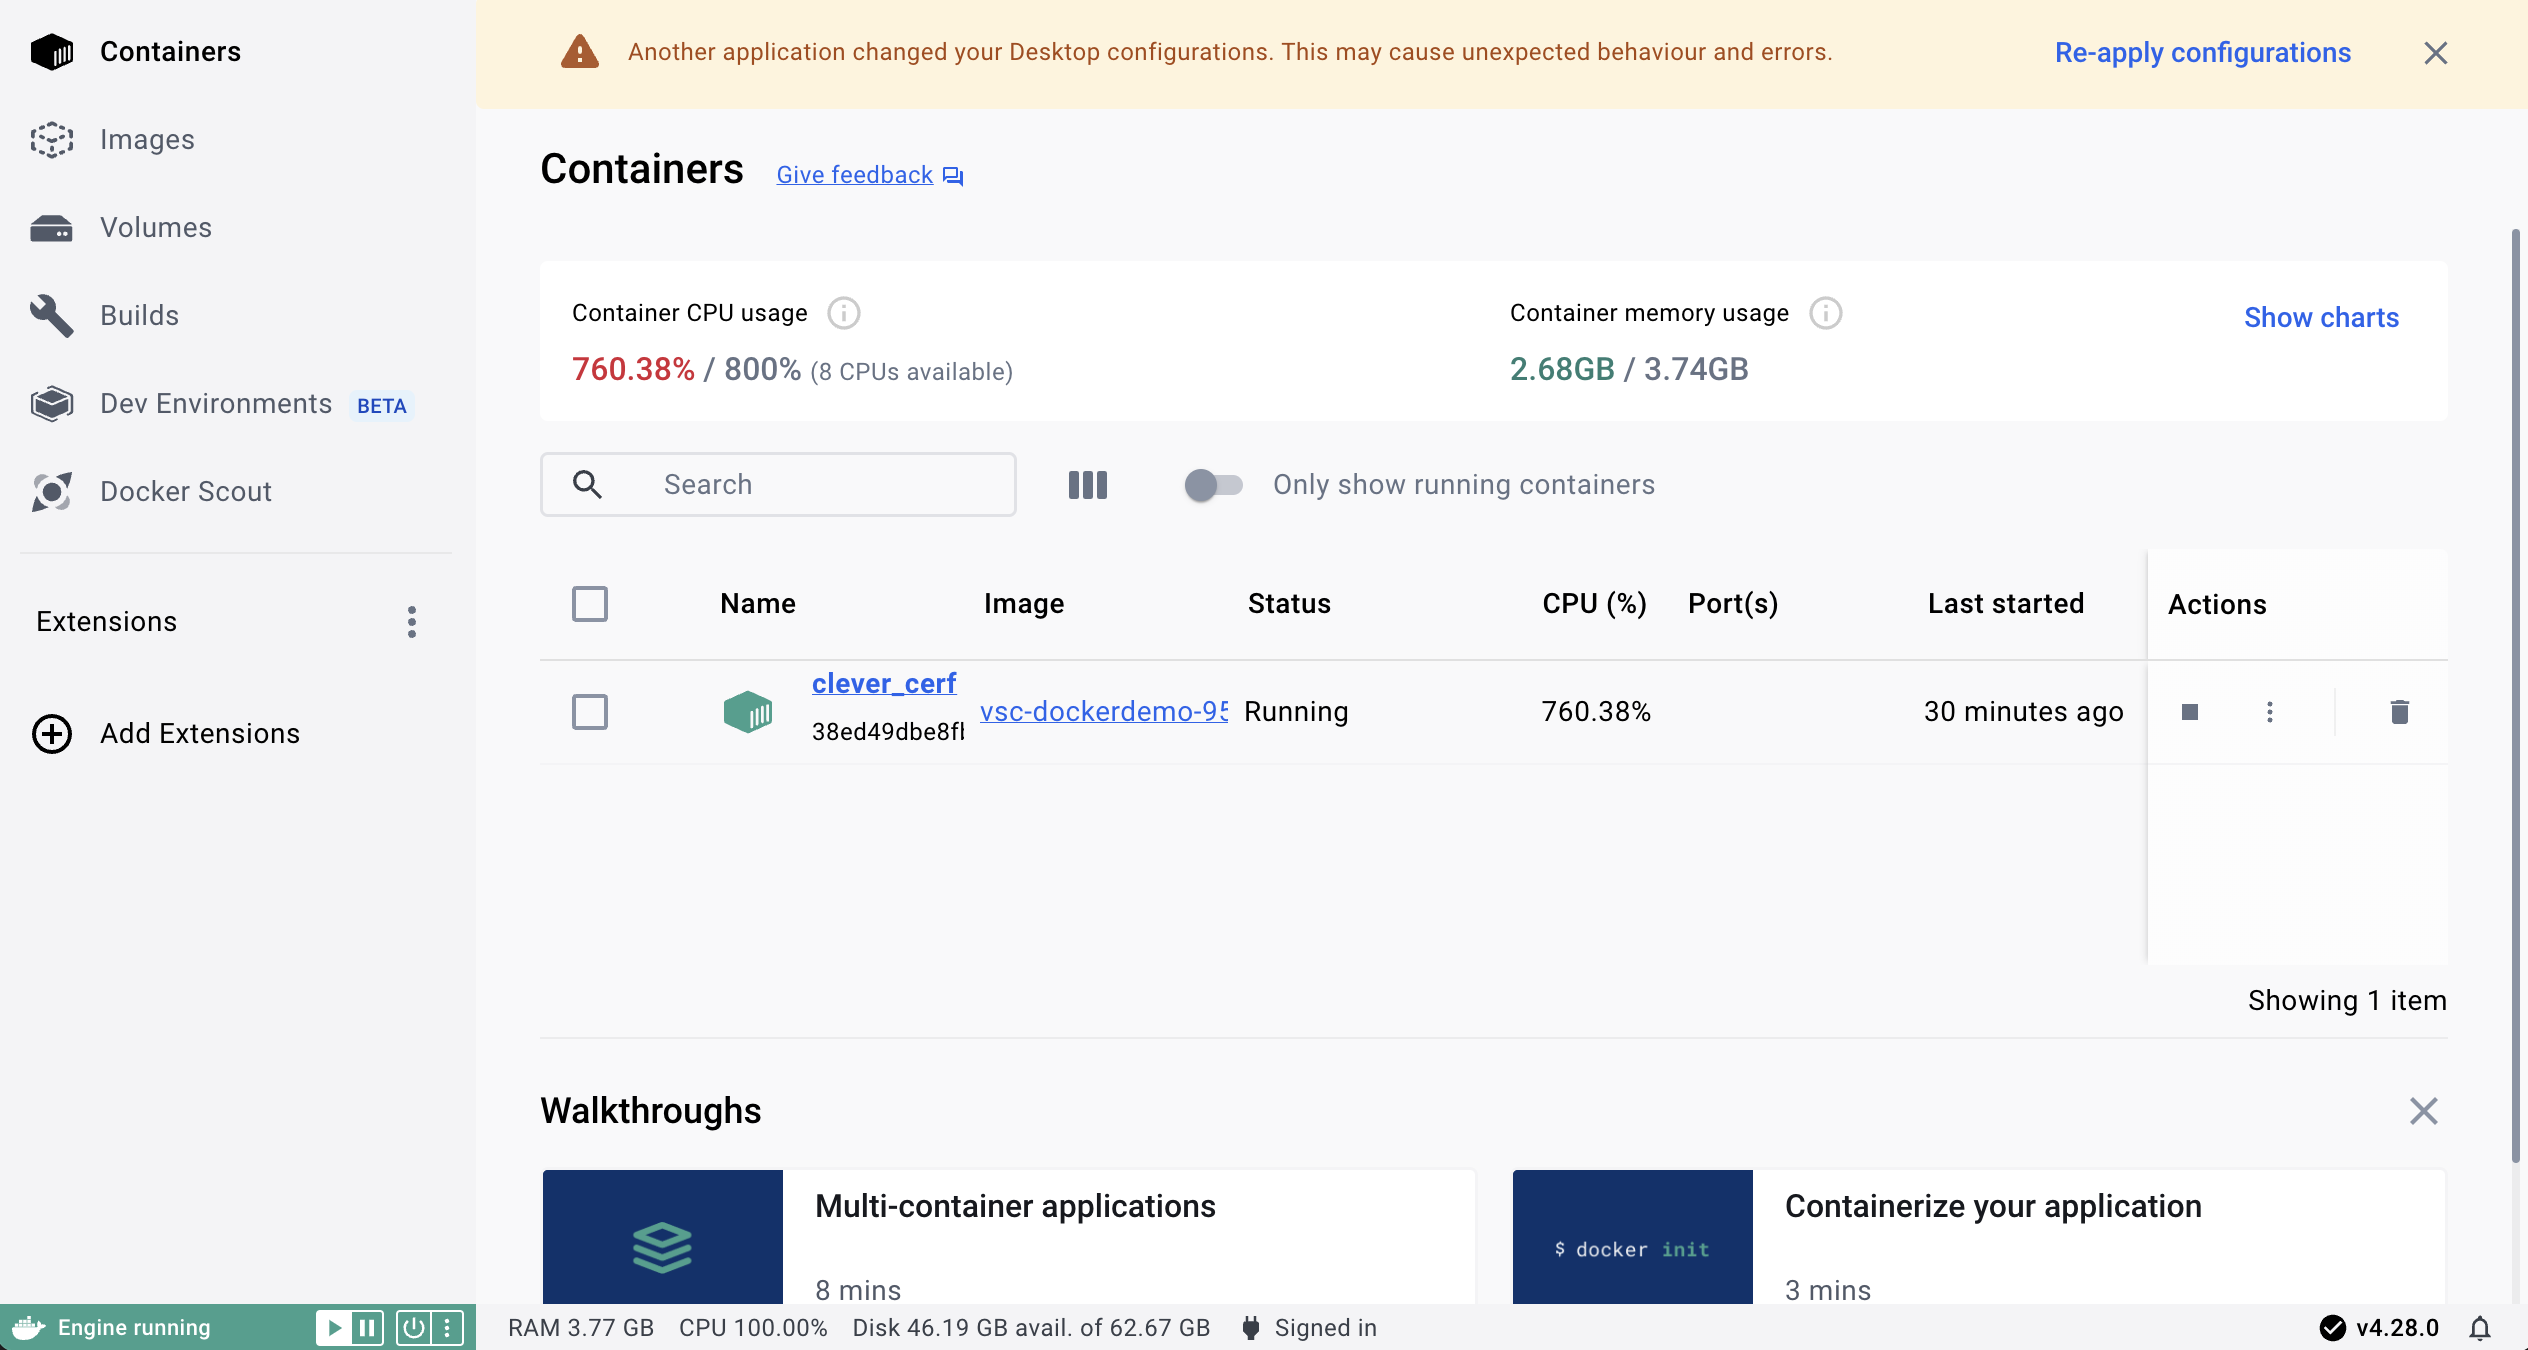 Containers
Images
Volumes
Builds
Dev Environments BETA
Docker Scout
Extensions
Add Extensions
Another application changed your Desktop configurations. This may cause unexpected behaviour and errors.
Re-apply configurations
Containers
Give feedback
Container CPU usage
760.38% / 800% (8 CPUs available)
Container memory usage
2.68GB / 3.74GB
Show charts
Search
Only show running containers
Name Image Status CPU (%) Port(s) Last started Actions
clever_cerf
38ed49dbe8fb
vsc-dockerdemo-95 Running 760.38% 30 minutes ago
Showing 1 item
Walkthroughs
Multi-container applications
8 mins
$ docker init
Containerize your application
3 mins
Engine running
RAM 3.77 GB CPU 100.00% Disk 46.19 GB avail. of 62.67 GB Signed in
v4.28.0